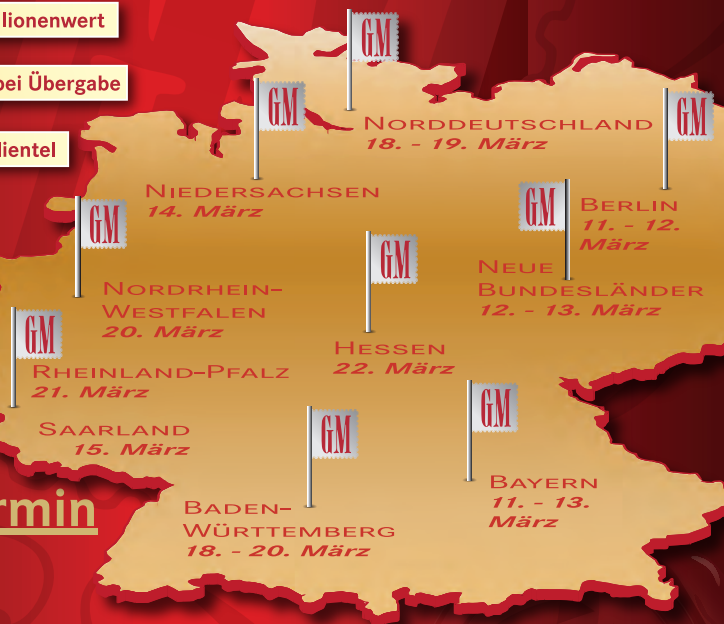 lionenwert
bei Übergabe
lientel
GM
NORDDEUTSCHLAND
18. - 19. März
GM
NIEDERSACHSEN
14. März
GM
BERLIN
11. - 12.
März
GM
NEUE
BUNDESLÄNDER
12. - 13. März
GM
NORDRHEIN-
WESTFALEN
20. März
GM
HESSEN
22. März
GM
RHEINLAND-PFALZ
21. März
SAARLAND
15. März
GM
BADEN-
WÜRTTEMBERG
18. - 20. März
GM
BAYERN
11. - 13.
März
rmin